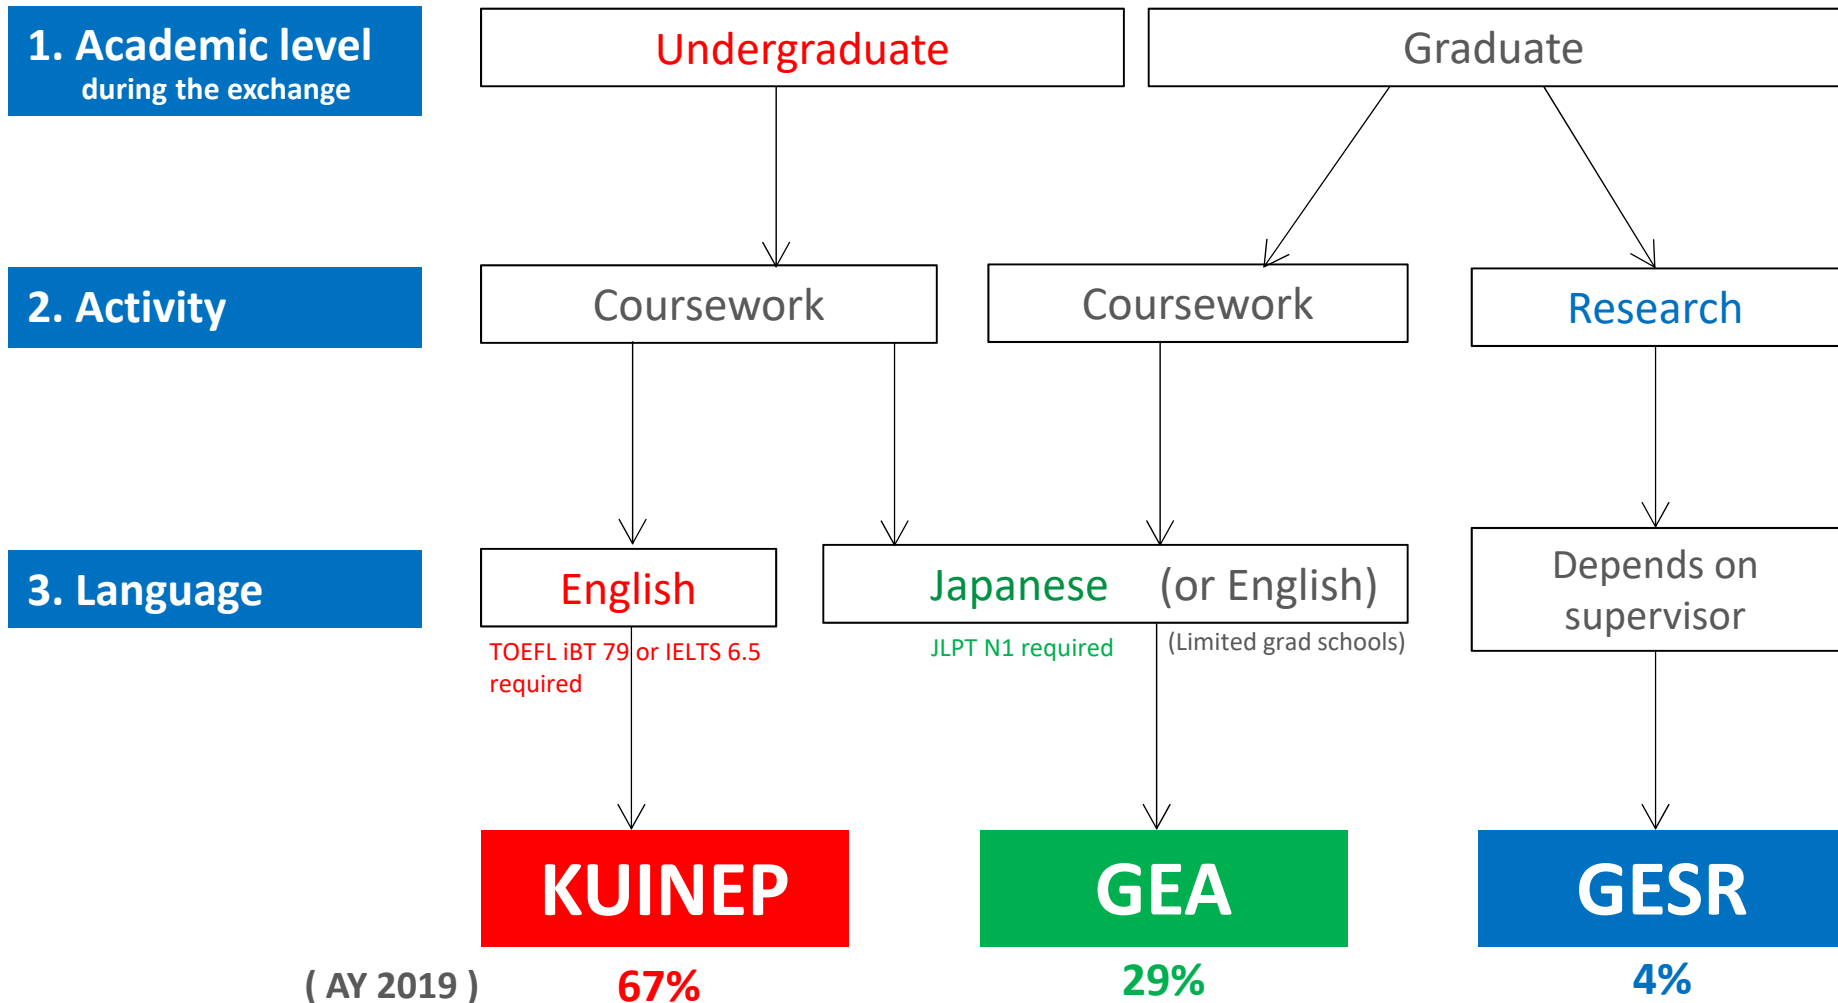 1. Academic level
during the exchange
Undergraduate
Graduate
2. Activity
Coursework
Coursework
Research
3. Language
English
Japanese (or English)
Depends on
supervisor
TOEFL iBT 79 or IELTS 6.5
required
JLPT N1 required
(Limited grad schools)
KUINEP
GEA
GESR
( AY 2019 )
67%
29%
4%